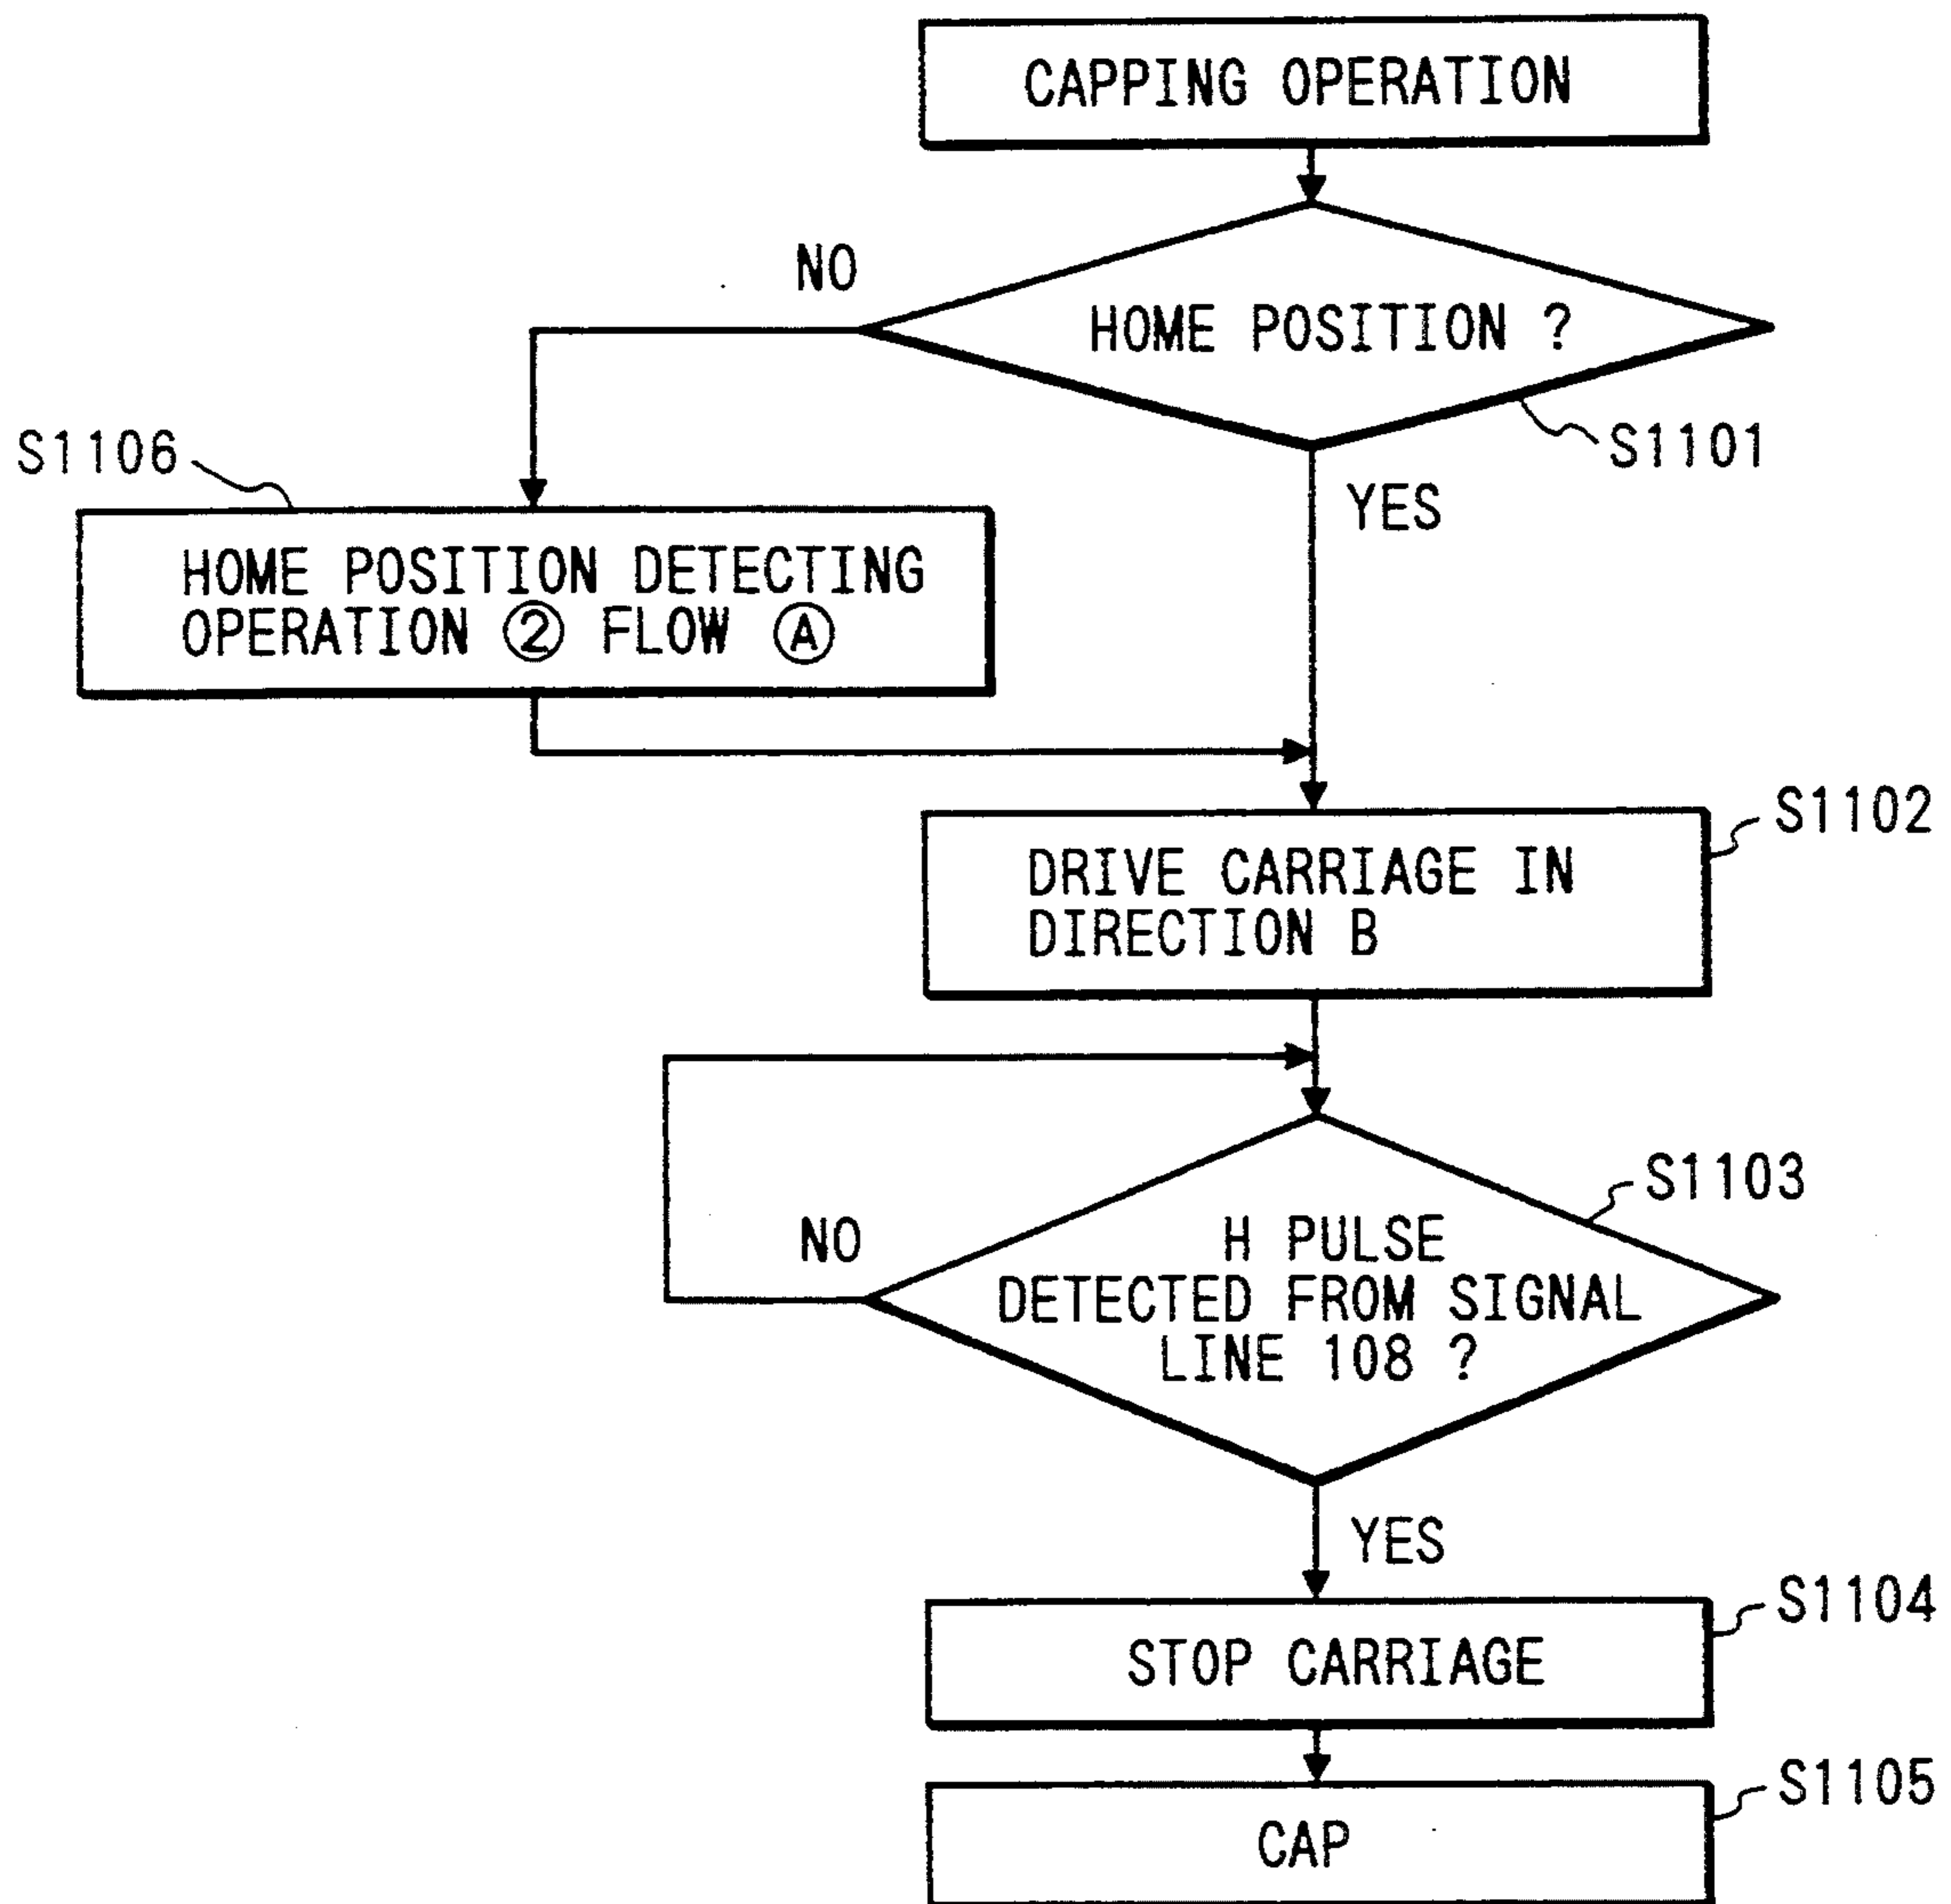 CAPPING OPERATION
NO
HOME POSITION ?
S1101
S1106
YES
HOME POSITION DETECTING
OPERATION ② FLOW Ⓐ
S1102
DRIVE CARRIAGE IN
DIRECTION B
S1103
NO
H PULSE
DETECTED FROM SIGNAL
LINE 108 ?
YES
S1104
STOP CARRIAGE
S1105
CAP